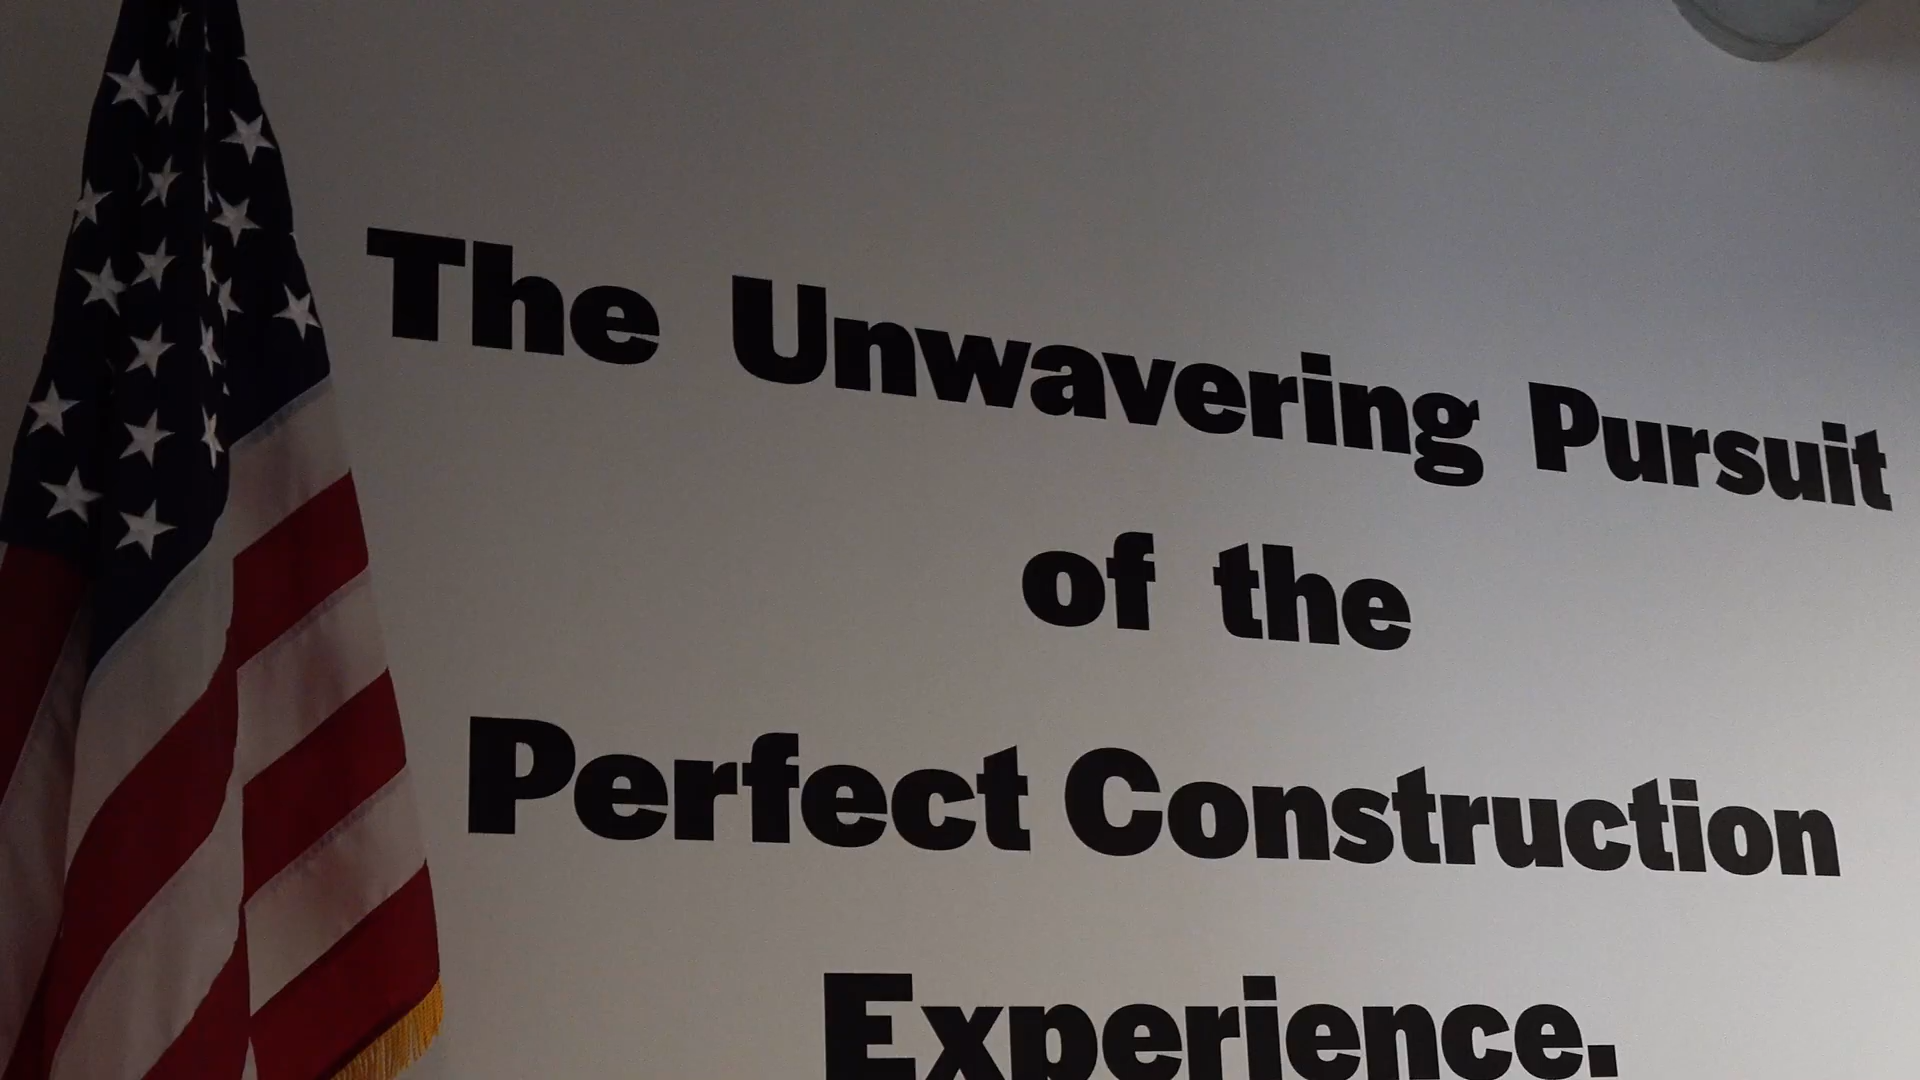 The Unwavering Pursuit
of the
Perfect Construction
Experience.